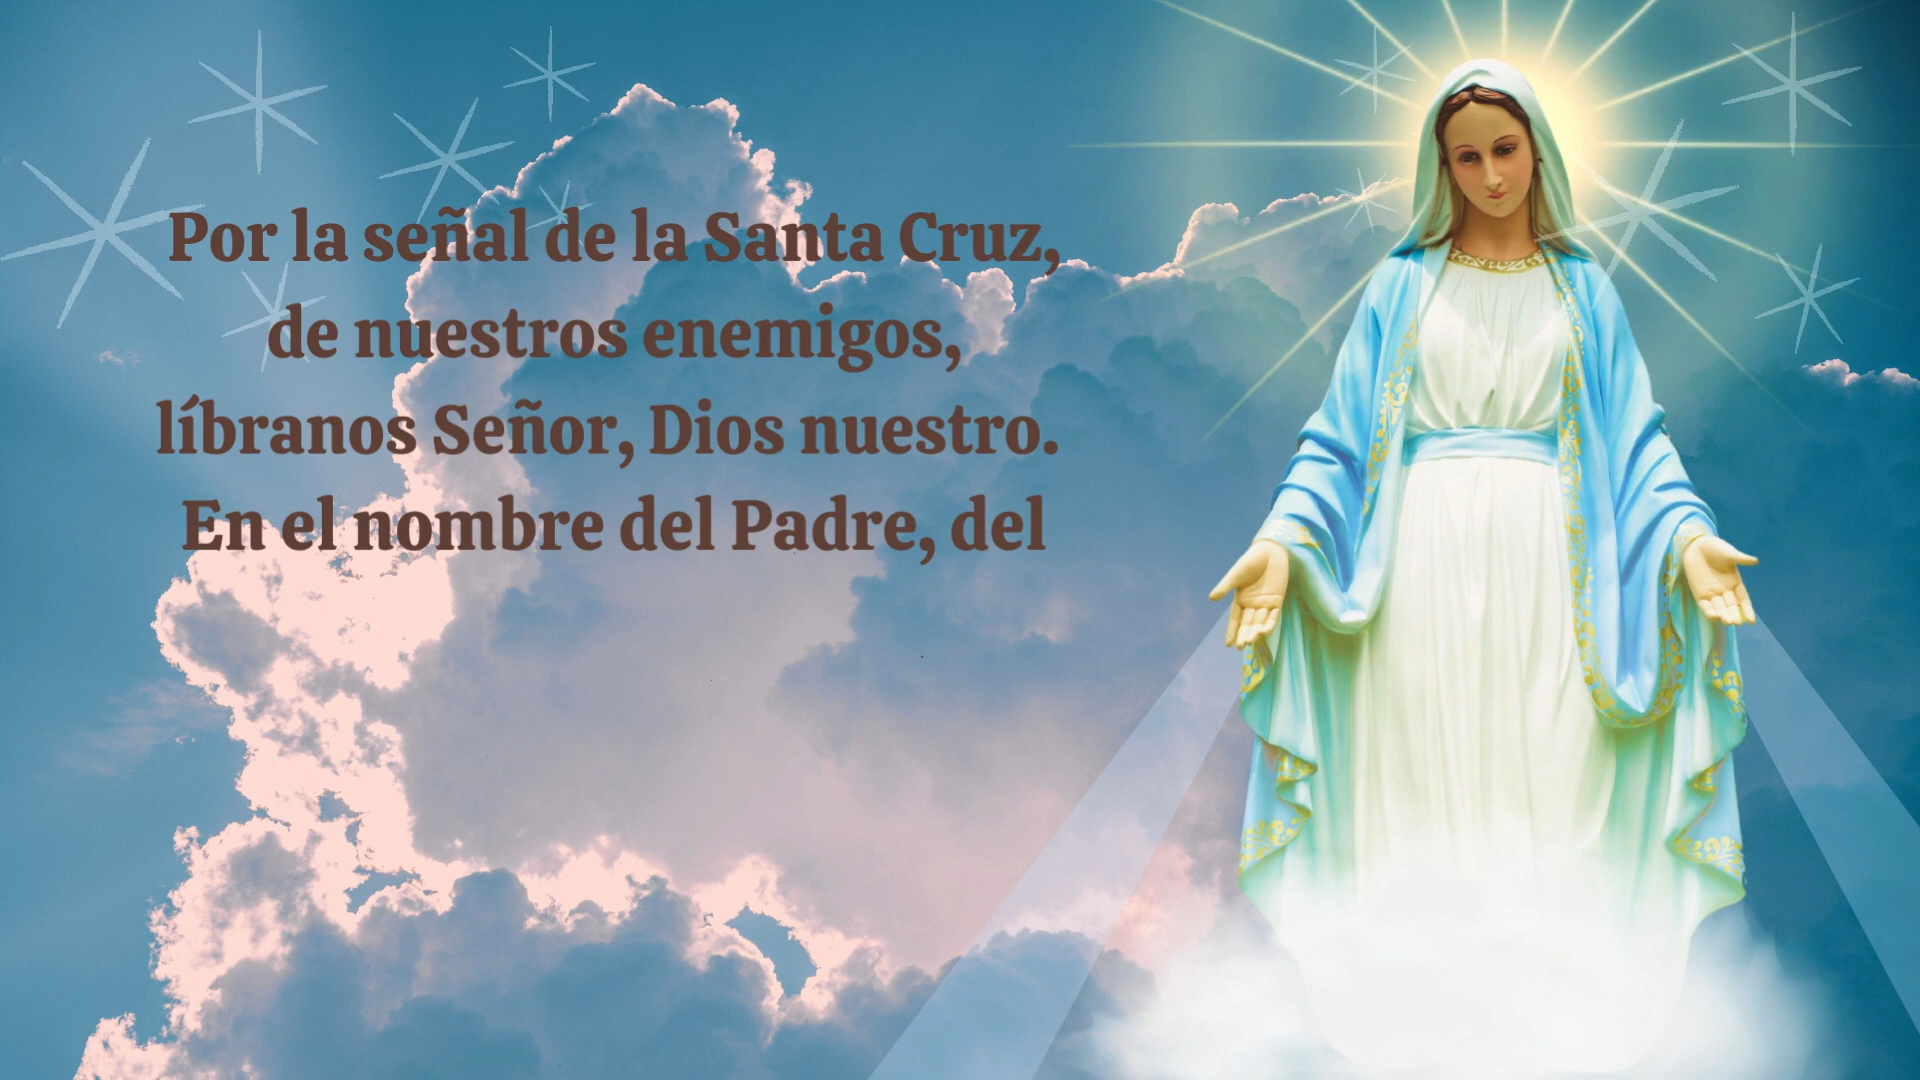 Por la señal de la Santa Cruz,
de nuestros enemigos,
líbranos Señor, Dios nuestro.
En el nombre del Padre, del